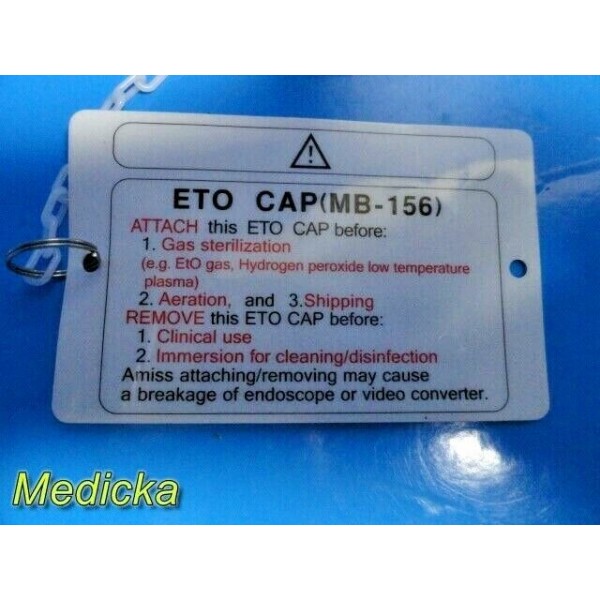 ETO CAP(MB-156)
ATTACH this ETO CAP before:
1. Gas sterilization
(e.g. EtO gas, Hydrogen peroxide low temperature
plasma)
2. Aeration, and 3.Shipping
REMOVE this ETO CAP before:
1. Clinical use
2. Immersion for cleaning/disinfection
Amiss attaching/removing may cause
a breakage of endoscope or video converter.
Medicka